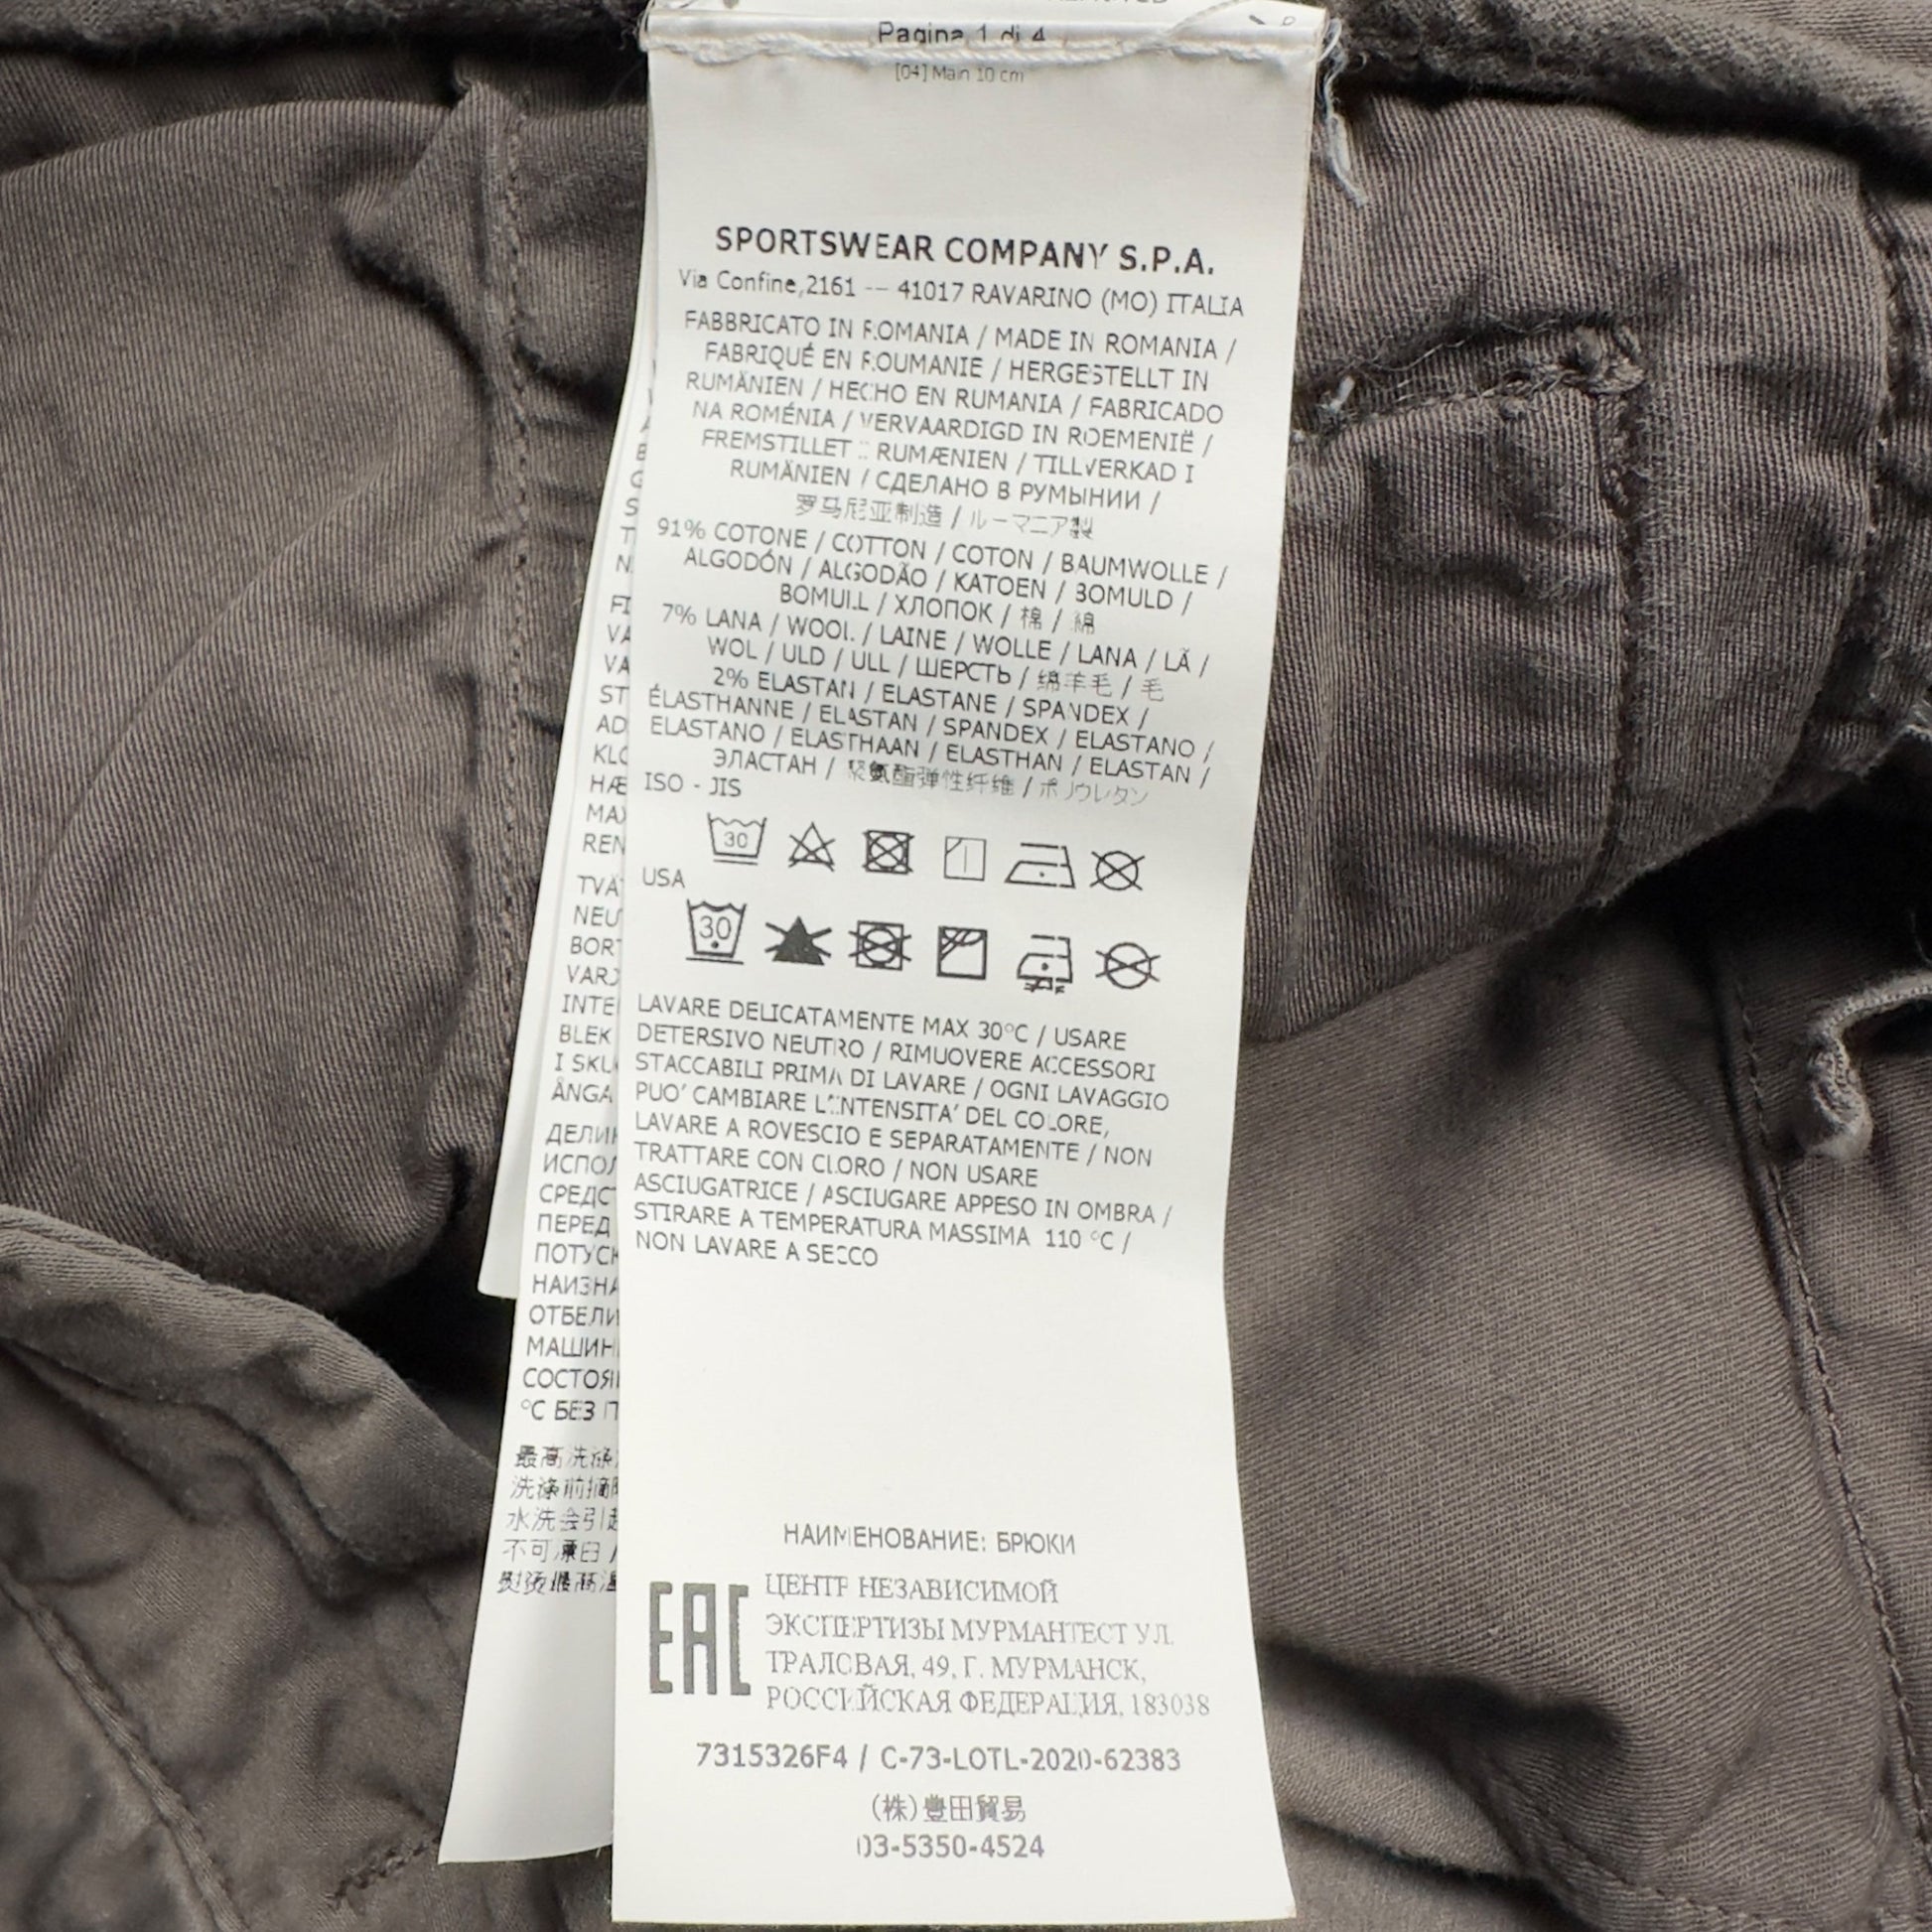 Pagina 1 di 4
[04] Main 10 cm
SPORTSWEAR COMPANY S.P.A.
Via Confine,2161 -- 41017 RAVARINO (MO) ITALIA
FABBRICATO IN ROMANIA / MADE IN ROMANIA /
FABRIQUÉ EN ROUMANIE / HERGESTELLT IN
RUMÄNIEN / HECHO EN RUMANIA / FABRICADO
NA ROMÉNIA / VERVAARDIGD IN ROEMENIË /
FREMSTILLET I RUMÆNIEN / TILLVERKAD I
RUMÄNIEN / СДЕЛАНО В РУМЫНИИ /
罗马尼亚制造 / ルーマニア製
91% COTONE / COTTON / COTON / BAUMWOLLE /
ALGODÓN / ALGODÃO / KATOEN / BOMULD /
BOMULL / ХЛОПОК / 棉 / 綿
7% LANA / WOOL / LAINE / WOLLE / LANA / LÃ /
WOL / ULD / ULL / ШЕРСТЬ / 绵羊毛 / 毛
2% ELASTAN / ELASTANE / SPANDEX /
ÉLASTHANNE / ELASTAN / SPANDEX / ELASTANO /
ELASTANO / ELASTHAAN / ELASTHAN / ELASTAN /
ЭЛАСТАН / 聚氨酯弹性纤维 / ポリウレタン
ISO - JIS
30
USA
30
LAVARE DELICATAMENTE MAX 30°C / USARE
DETERSIVO NEUTRO / RIMUOVERE ACCESSORI
STACCABILI PRIMA DI LAVARE / OGNI LAVAGGIO
PUO' CAMBIARE L'INTENSITA' DEL COLORE,
LAVARE A ROVESCIO E SEPARATAMENTE / NON
TRATTARE CON CLORO / NON USARE
ASCIUGATRICE / ASCIUGARE APPESO IN OMBRA /
STIRARE A TEMPERATURA MASSIMA 110 °C /
NON LAVARE A SECCO
НАИМЕНОВАНИЕ: БРЮКИ
EAC
ЦЕНТР НЕЗАВИСИМОЙ
ЭКСПЕРТИЗЫ МУРМАНТЕСТ УЛ.
ТРАЛОВАЯ, 49, Г. МУРМАНСК,
РОССИЙСКАЯ ФЕДЕРАЦИЯ, 183038
7315326F4 / C-73-LOTL-2020-62383
(株)豊田貿易
03-5350-4524